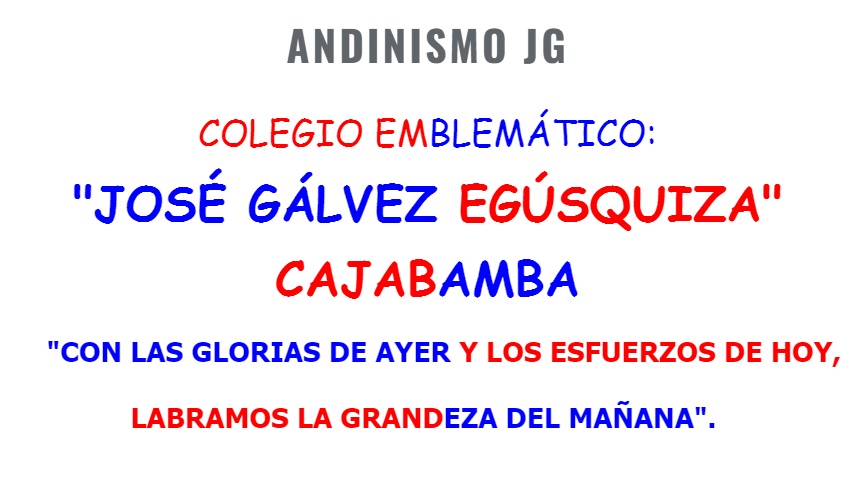 ANDINISMO JG
COLEGIO EMBLEMÁTICO:
"JOSÉ GÁLVEZ EGÚSQUIZA"
CAJABAMBA
"CON LAS GLORIAS DE AYER Y LOS ESFUERZOS DE HOY,
LABRAMOS LA GRANDEZA DEL MAÑANA".